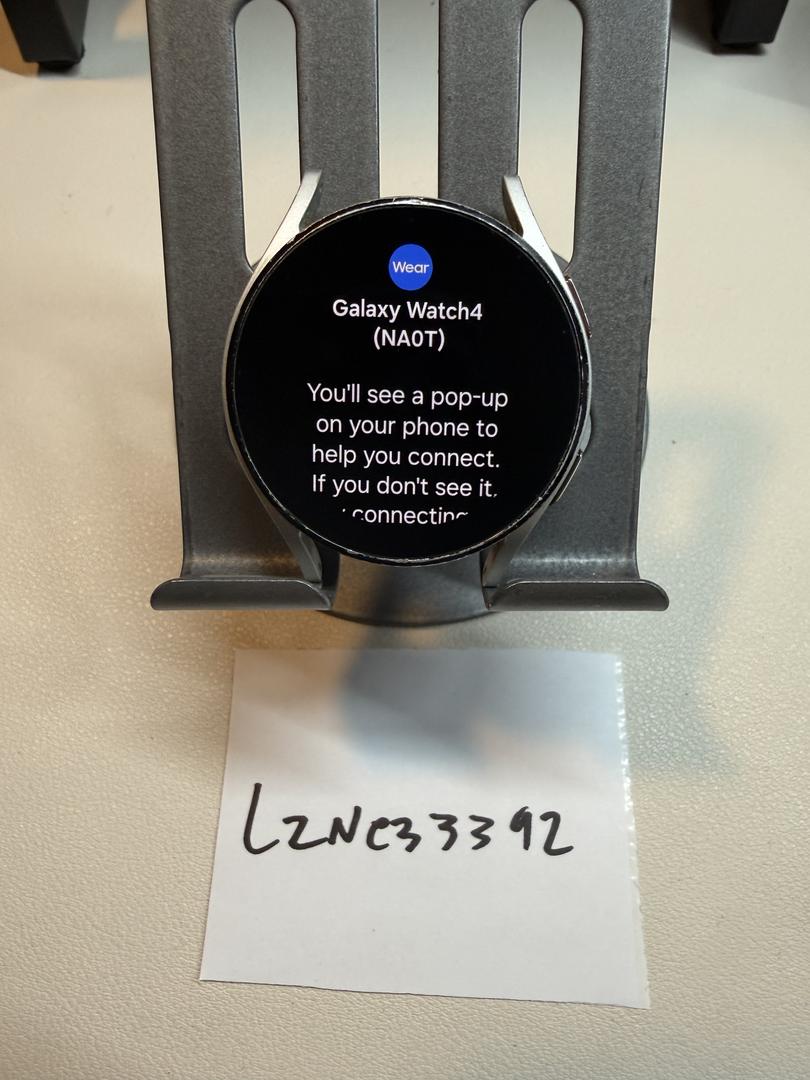 Wear
Galaxy Watch4
(NA0T)
You'll see a pop-up
on your phone to
help you connect.
If you don't see it,
connecting
LZNC33392